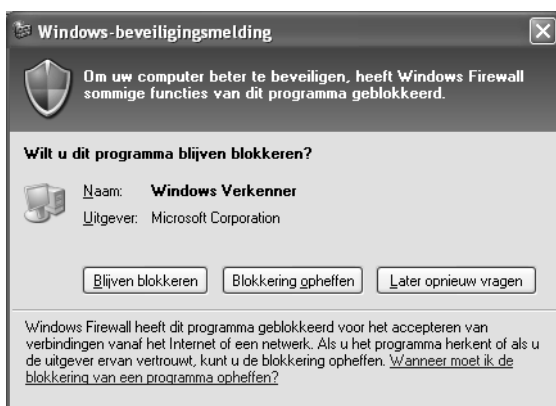 Windows-beveiligingsmelding
Om uw computer beter te beveiligen, heeft Windows Firewall
sommige functies van dit programma geblokkeerd.
Wilt u dit programma blijven blokkeren?
Naam: Windows Verkenner
Uitgever: Microsoft Corporation
Blijven blokkeren Blokkering opheffen Later opnieuw vragen
Windows Firewall heeft dit programma geblokkeerd voor het accepteren van
verbindingen vanaf het Internet of een netwerk. Als u het programma herkent of als u
de uitgever ervan vertrouwt, kunt u de blokkering opheffen. Wanneer moet ik de
blokkering van een programma opheffen?